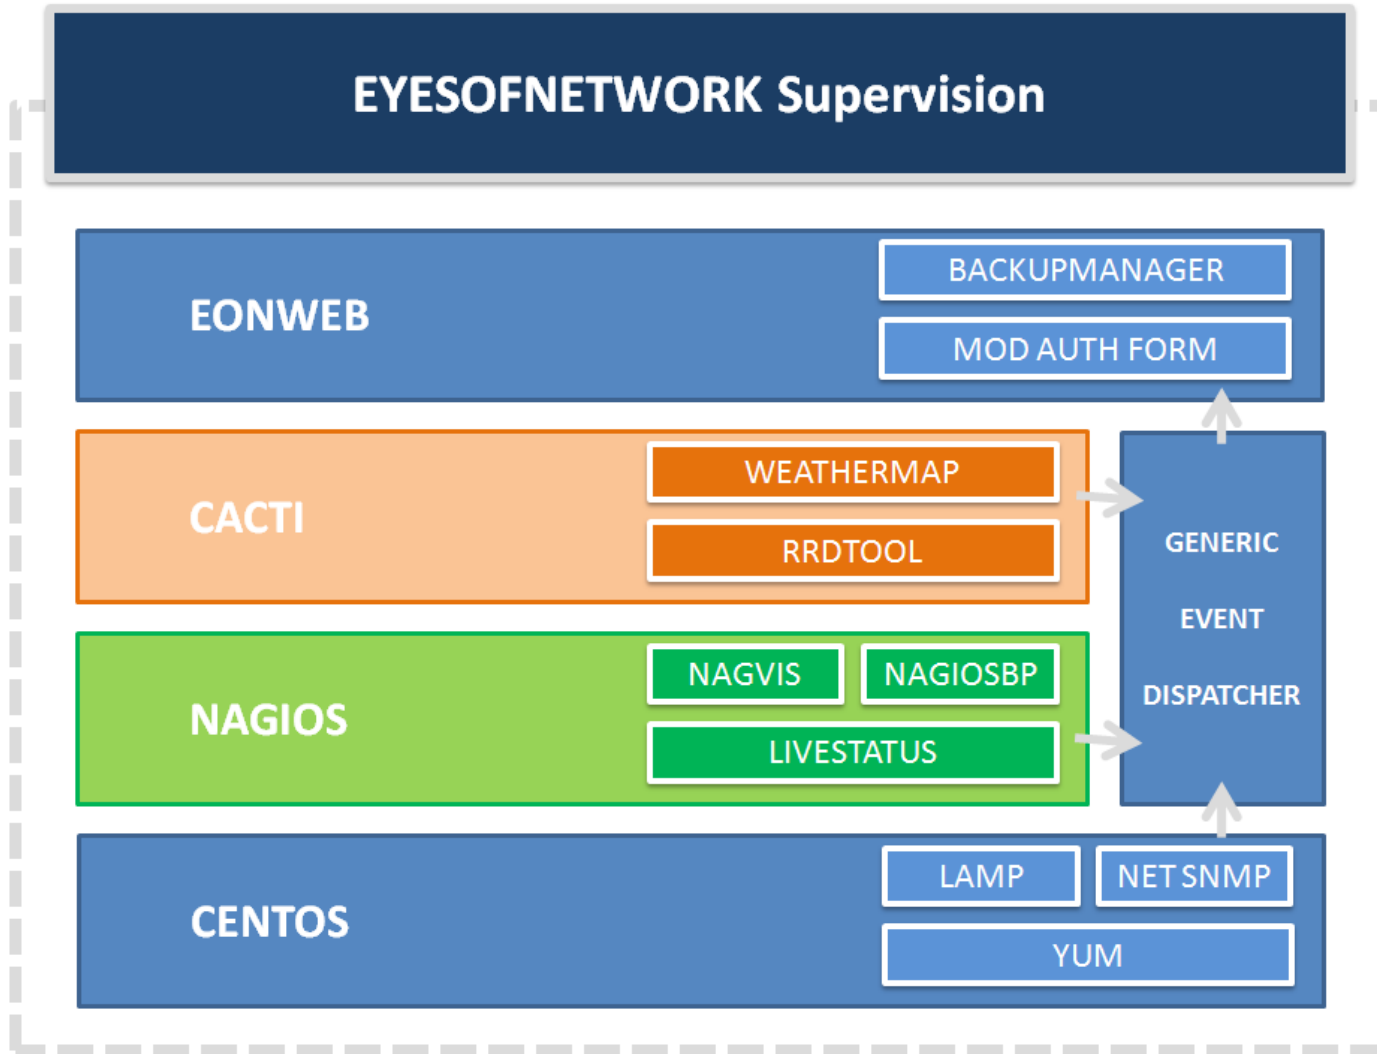 EYESOFNETWORK Supervision
EONWEB
BACKUPMANAGER
MOD AUTH FORM
CACTI
WEATHERMAP
RRDTOOL
NAGIOS
NAGVIS
NAGIOSBP
LIVESTATUS
GENERIC
EVENT
DISPATCHER
CENTOS
LAMP
NET SNMP
YUM